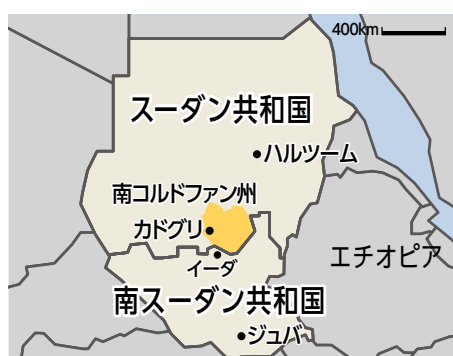 400km
スーダン共和国
ハルツーム
南コルドファン州
カドグリ
イーダ
エチオピア
南スーダン共和国
ジュバ